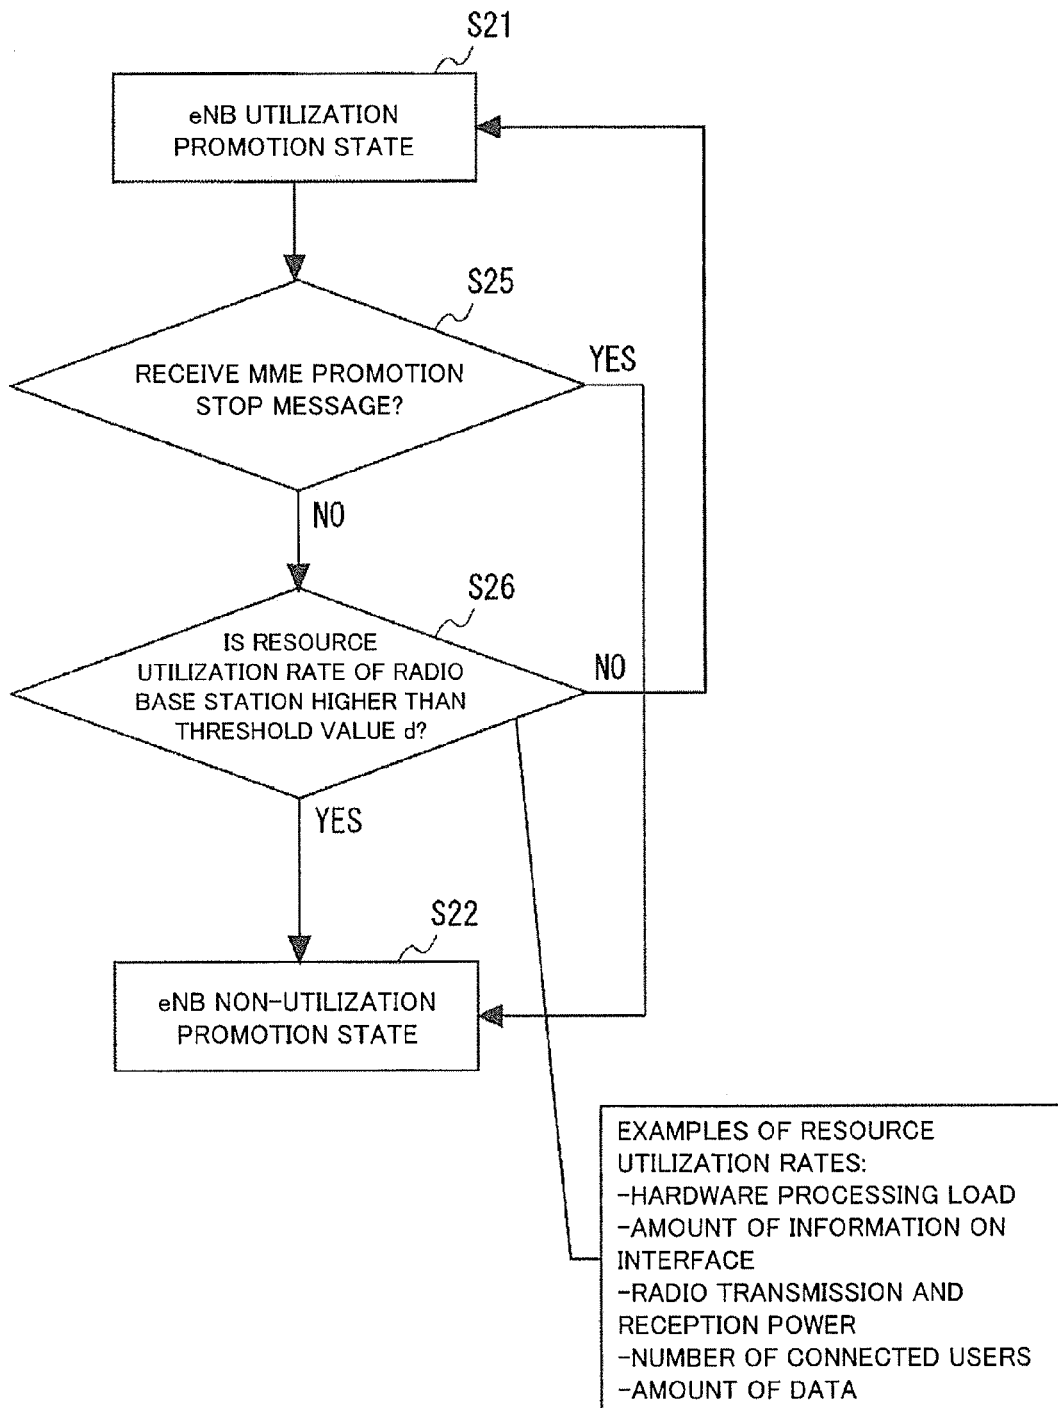 S21
eNB UTILIZATION
PROMOTION STATE
S25
RECEIVE MME PROMOTION
STOP MESSAGE?
YES
NO
S26
IS RESOURCE
UTILIZATION RATE OF RADIO
BASE STATION HIGHER THAN
THRESHOLD VALUE d?
NO
YES
S22
eNB NON-UTILIZATION
PROMOTION STATE
EXAMPLES OF RESOURCE
UTILIZATION RATES:
-HARDWARE PROCESSING LOAD
-AMOUNT OF INFORMATION ON
INTERFACE
-RADIO TRANSMISSION AND
RECEPTION POWER
-NUMBER OF CONNECTED USERS
-AMOUNT OF DATA